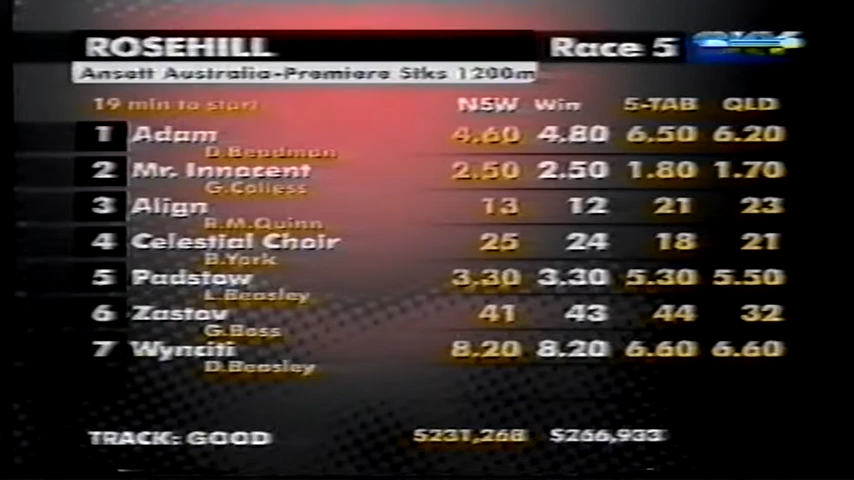 ROSEHILL Race 5
Ansett Australia-Premiere Stks 1200m
19 min to start NSW Win S-TAB QLD
1 Adam 4.60 4.80 6.50 6.20
D.Beadman
2 Mr. Innocent 2.50 2.50 1.80 1.70
G.Colless
3 Align 13 12 21 23
R.M.Quinn
4 Celestial Choir 25 24 18 21
B.York
5 Padstow 3.30 3.30 5.30 5.50
L.Beasley
6 Zastov 41 43 44 32
G.Boss
7 Wynciti 8.20 8.20 6.60 6.60
D.Beasley
TRACK: GOOD $231,268 $266,933